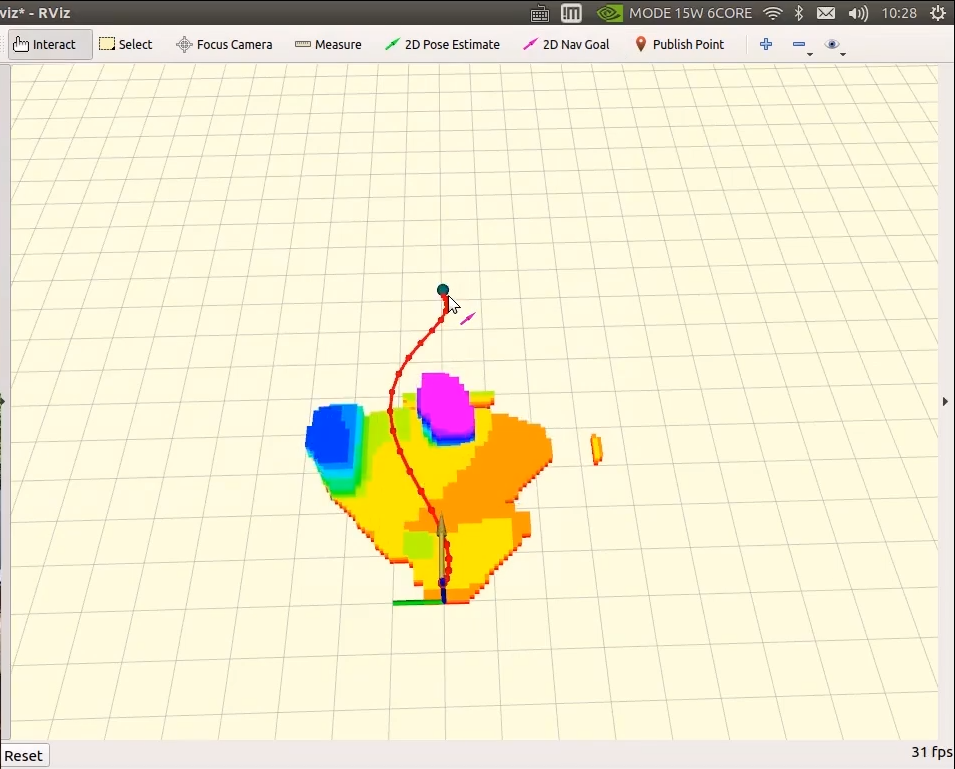 viz* - RViz MODE 15W 6CORE 10:28
Interact Select Focus Camera Measure 2D Pose Estimate 2D Nav Goal Publish Point
Reset 31 fps